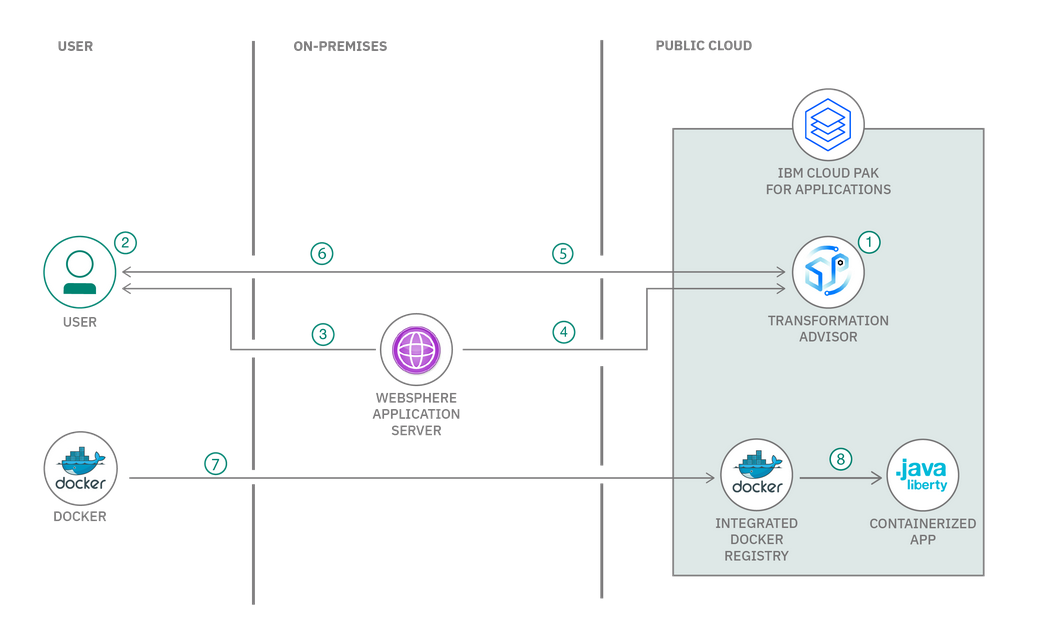 USER
ON-PREMISES
PUBLIC CLOUD
IBM CLOUD PAK
FOR APPLICATIONS
2
6
5
1
USER
TRANSFORMATION
ADVISOR
3
4
WEBSPHERE
APPLICATION
SERVER
docker
DOCKER
7
docker
INTEGRATED
DOCKER
REGISTRY
8
.java
liberty
CONTAINERIZED
APP